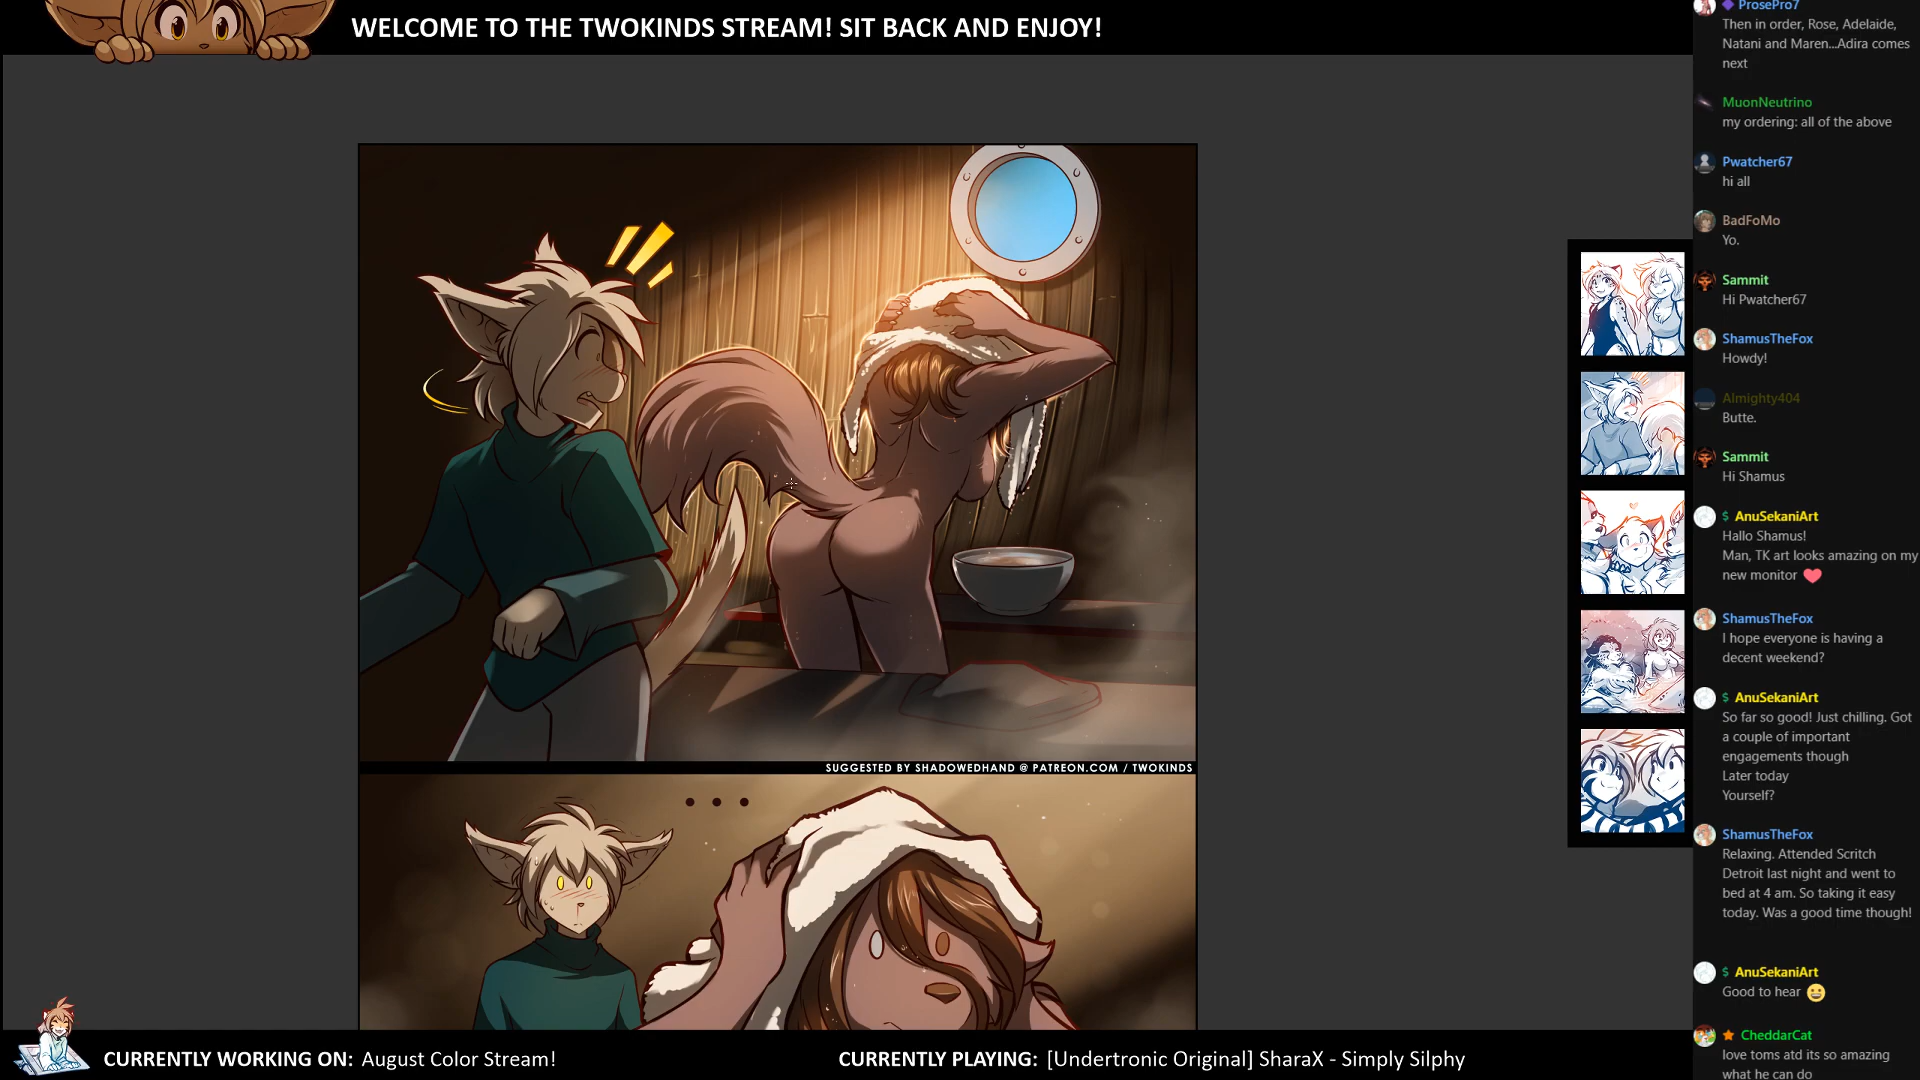 WELCOME TO THE TWOKINDS STREAM! SIT BACK AND ENJOY!
SUGGESTED BY SHADOWEDHAND @ PATREON.COM / TWOKINDS
CURRENTLY WORKING ON: August Color Stream!
CURRENTLY PLAYING: [Undertronic Original] SharaX - Simply Silphy
ProsePro7
Then in order, Rose, Adelaide,
Natani and Maren...Adira comes
next
MuonNeutrino
my ordering: all of the above
Pwatcher67
hi all
BadFoMo
Yo.
Sammit
Hi Pwatcher67
ShamusTheFox
Howdy!
Almighty404
Butte.
Sammit
Hi Shamus
$ AnuSekaniArt
Hallo Shamus!
Man, TK art looks amazing on my
new monitor ❤️
ShamusTheFox
I hope everyone is having a
decent weekend?
$ AnuSekaniArt
So far so good! Just chilling. Got
a couple of important
engagements though
Later today
Yourself?
ShamusTheFox
Relaxing. Attended Scritch
Detroit last night and went to
bed at 4 am. So taking it easy
today. Was a good time though!
$ AnuSekaniArt
Good to hear 😀
CheddarCat
love toms atd its so amazing
what he can do